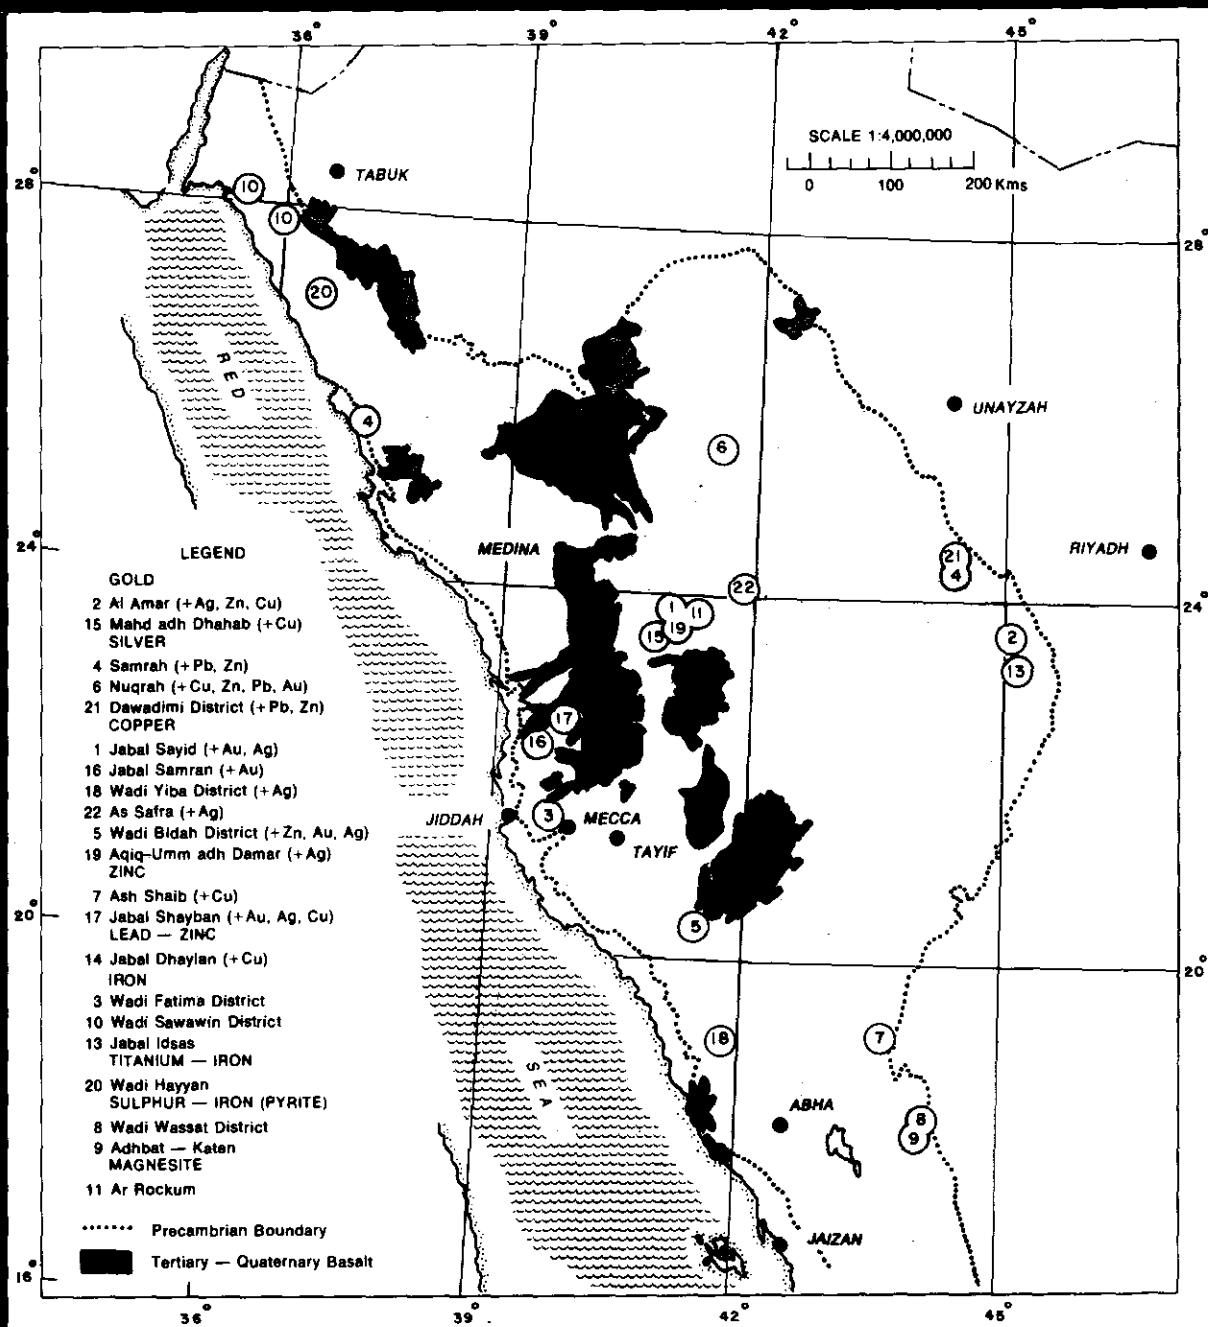 36° 39° 42° 45°
SCALE 1:4,000,000
0 100 200 Kms
28°
TABUK
10
10
28°
20
RED
UNAYZAH
4
6
24°
MEDINA
RIYADH
21
4
22
24°
1
11
15
19
2
13
17
16
JIDDAH
3
MECCA
TAYIF
20°
5
20°
18
7
SEA
ABHA
8
9
JAIZAN
16°
36° 39° 42° 45°
LEGEND
GOLD
2 Al Amar (+Ag, Zn, Cu)
15 Mahd adh Dhahab (+Cu)
SILVER
4 Samrah (+Pb, Zn)
6 Nuqrah (+Cu, Zn, Pb, Au)
21 Dawadimi District (+Pb, Zn)
COPPER
1 Jabal Sayid (+Au, Ag)
16 Jabal Samran (+Au)
18 Wadi Yiba District (+Ag)
22 As Safra (+Ag)
5 Wadi Bidah District (+Zn, Au, Ag)
19 Aqiq-Umm adh Damar (+Ag)
ZINC
7 Ash Shaib (+Cu)
17 Jabal Shayban (+Au, Ag, Cu)
LEAD — ZINC
14 Jabal Dhaylan (+Cu)
IRON
3 Wadi Fatima District
10 Wadi Sawawin District
13 Jabal Idsas
TITANIUM — IRON
20 Wadi Hayyan
SULPHUR — IRON (PYRITE)
8 Wadi Wassat District
9 Adhbat — Katan
MAGNESITE
11 Ar Rockum
Precambrian Boundary
Tertiary — Quaternary Basalt